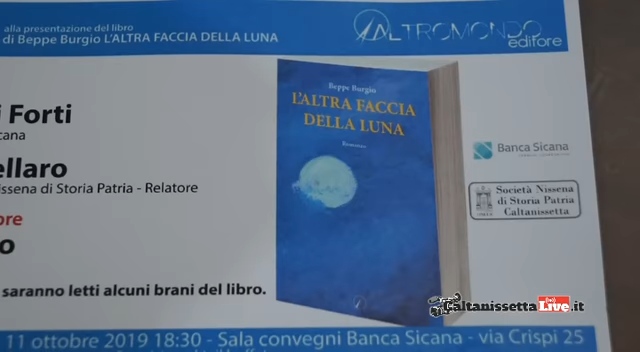 alla presentazione del libro
di Beppe Burgio L'ALTRA FACCIA DELLA LUNA
ALTROMONDO
editore
i Forti
cana
ellaro
issena di Storia Patria - Relatore
ore
o
saranno letti alcuni brani del libro.
Beppe Burgio
L'ALTRA FACCIA
DELLA LUNA
Romanzo
Banca Sicana
Società Nissena
di Storia Patria
Caltanissetta
CaltanissettaLive.it
11 ottobre 2019 18:30 - Sala convegni Banca Sicana - via Crispi 25